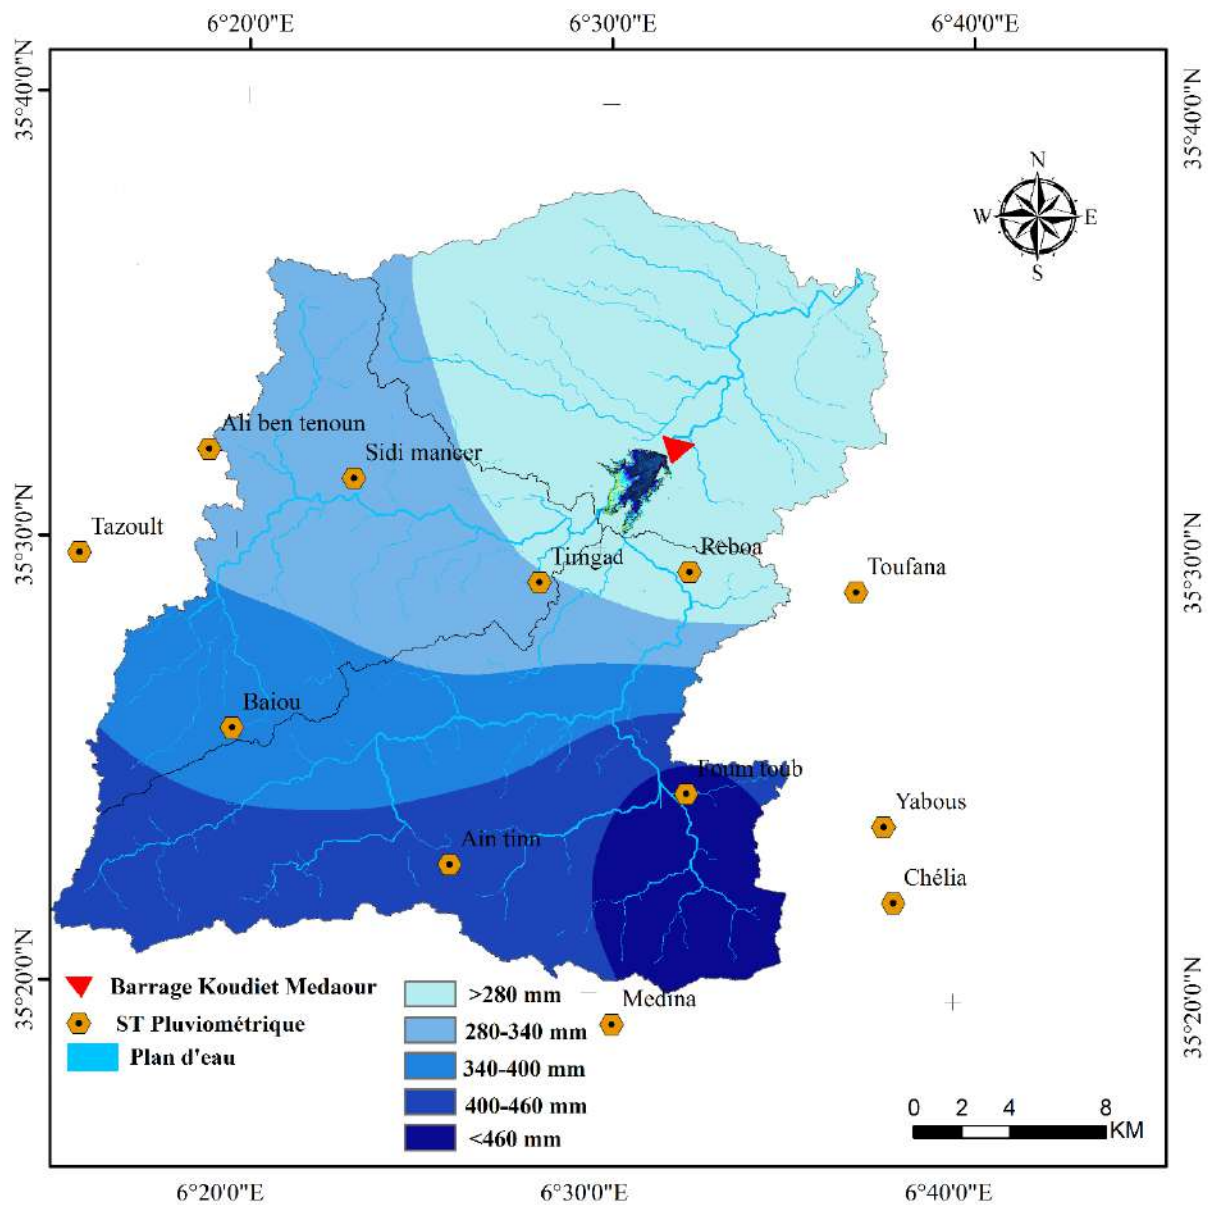 6°20'0"E
6°30'0"E
6°40'0"E
35°40'0"N
35°40'0"N
N
W
E
S
Ali ben tenoun
Sidi mancer
Tazoult
35°30'0"N
Timgad
Reboa
Toufana
35°30'0"N
Baiou
Foum toub
Yabous
Ain tinn
Chélia
35°20'0"N
35°20'0"N
Medina
Barrage Koudiet Medaour
ST Pluviométrique
Plan d'eau
>280 mm
280-340 mm
340-400 mm
400-460 mm
<460 mm
0 2 4 8
KM
6°20'0"E
6°30'0"E
6°40'0"E